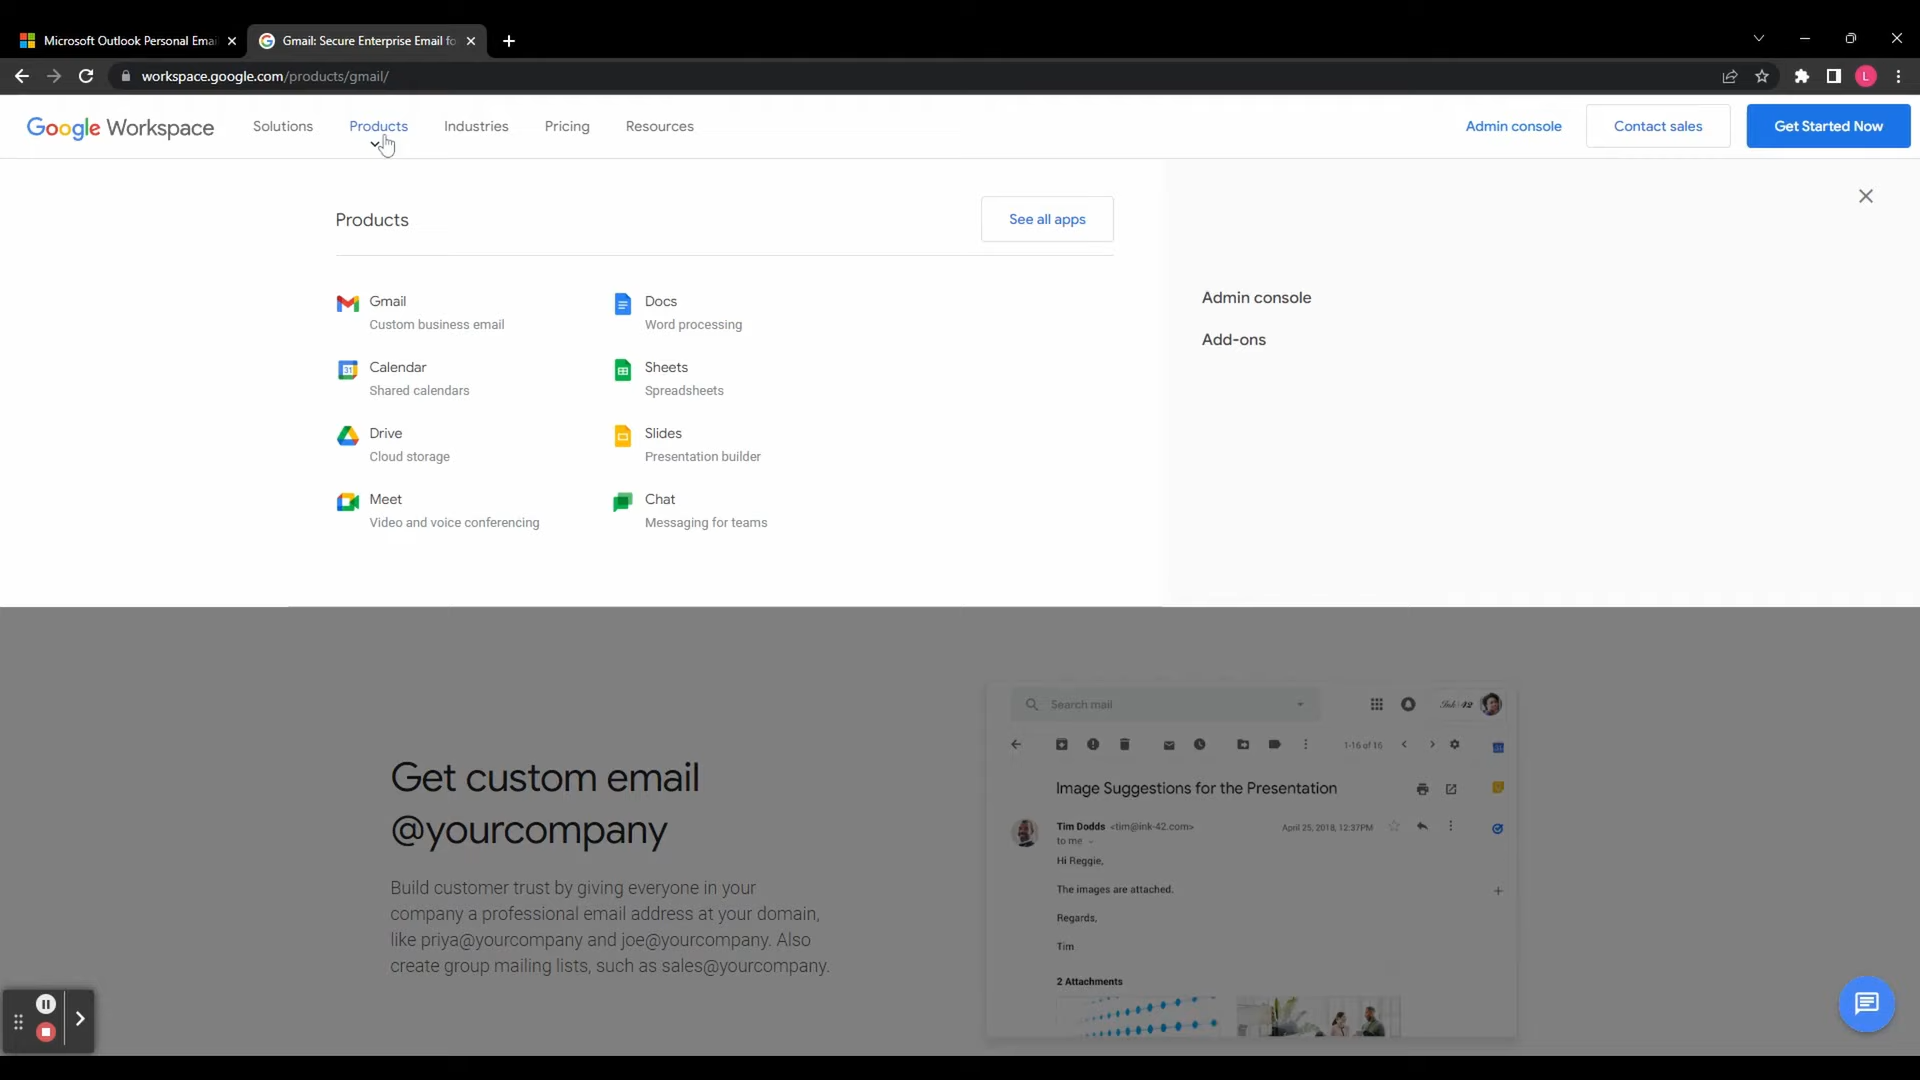 Microsoft Outlook Personal Emai
Gmail: Secure Enterprise Email fo
workspace.google.com/products/gmail/
L
Google Workspace
Solutions
Products
Industries
Pricing
Resources
Admin console
Contact sales
Get Started Now
Products
See all apps
Gmail
Custom business email
Docs
Word processing
Calendar
Shared calendars
Sheets
Spreadsheets
Drive
Cloud storage
Slides
Presentation builder
Meet
Video and voice conferencing
Chat
Messaging for teams
Admin console
Add-ons
Get custom email
@yourcompany
Build customer trust by giving everyone in your
company a professional email address at your domain,
like priya@yourcompany and joe@yourcompany. Also
create group mailing lists, such as sales@yourcompany.
Search mail
Ink 42
1-16 of 16
Image Suggestions for the Presentation
Tim Dodds <tim@ink-42.com>
April 25, 2018, 12:37PM
to me
Hi Reggie,
The images are attached.
Regards,
Tim
2 Attachments